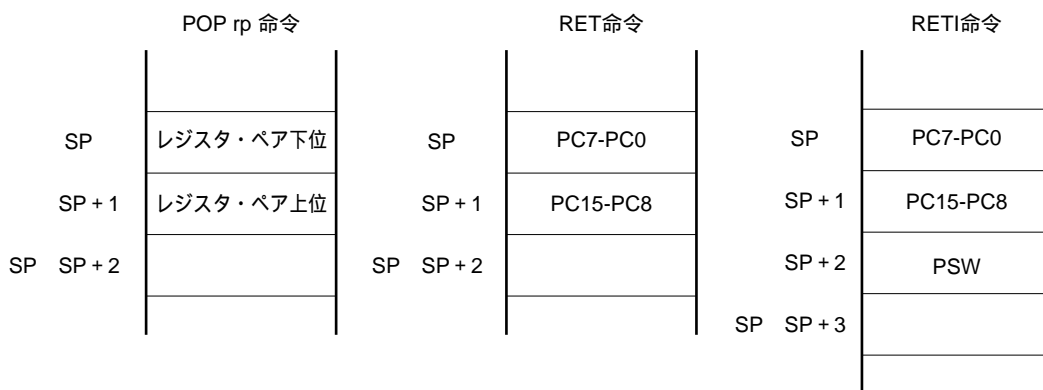 POP rp 命令
SP レジスタ・ペア下位
SP + 1 レジスタ・ペア上位
SP SP + 2
RET命令
SP PC7-PC0
SP + 1 PC15-PC8
SP SP + 2
RETI命令
SP PC7-PC0
SP + 1 PC15-PC8
SP + 2 PSW
SP SP + 3